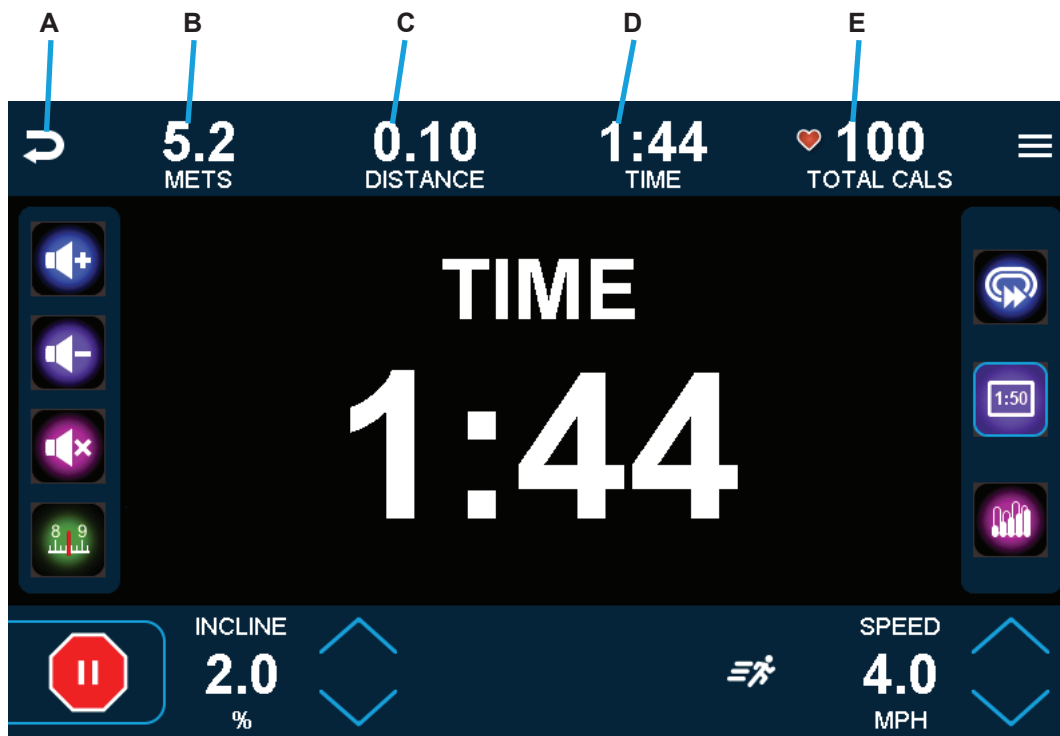 A B C D E
5.2 0.10 1:44 100
METS DISTANCE TIME TOTAL CALS
TIME
1:44
1:50
8 9
INCLINE
2.0
%
SPEED
4.0
MPH